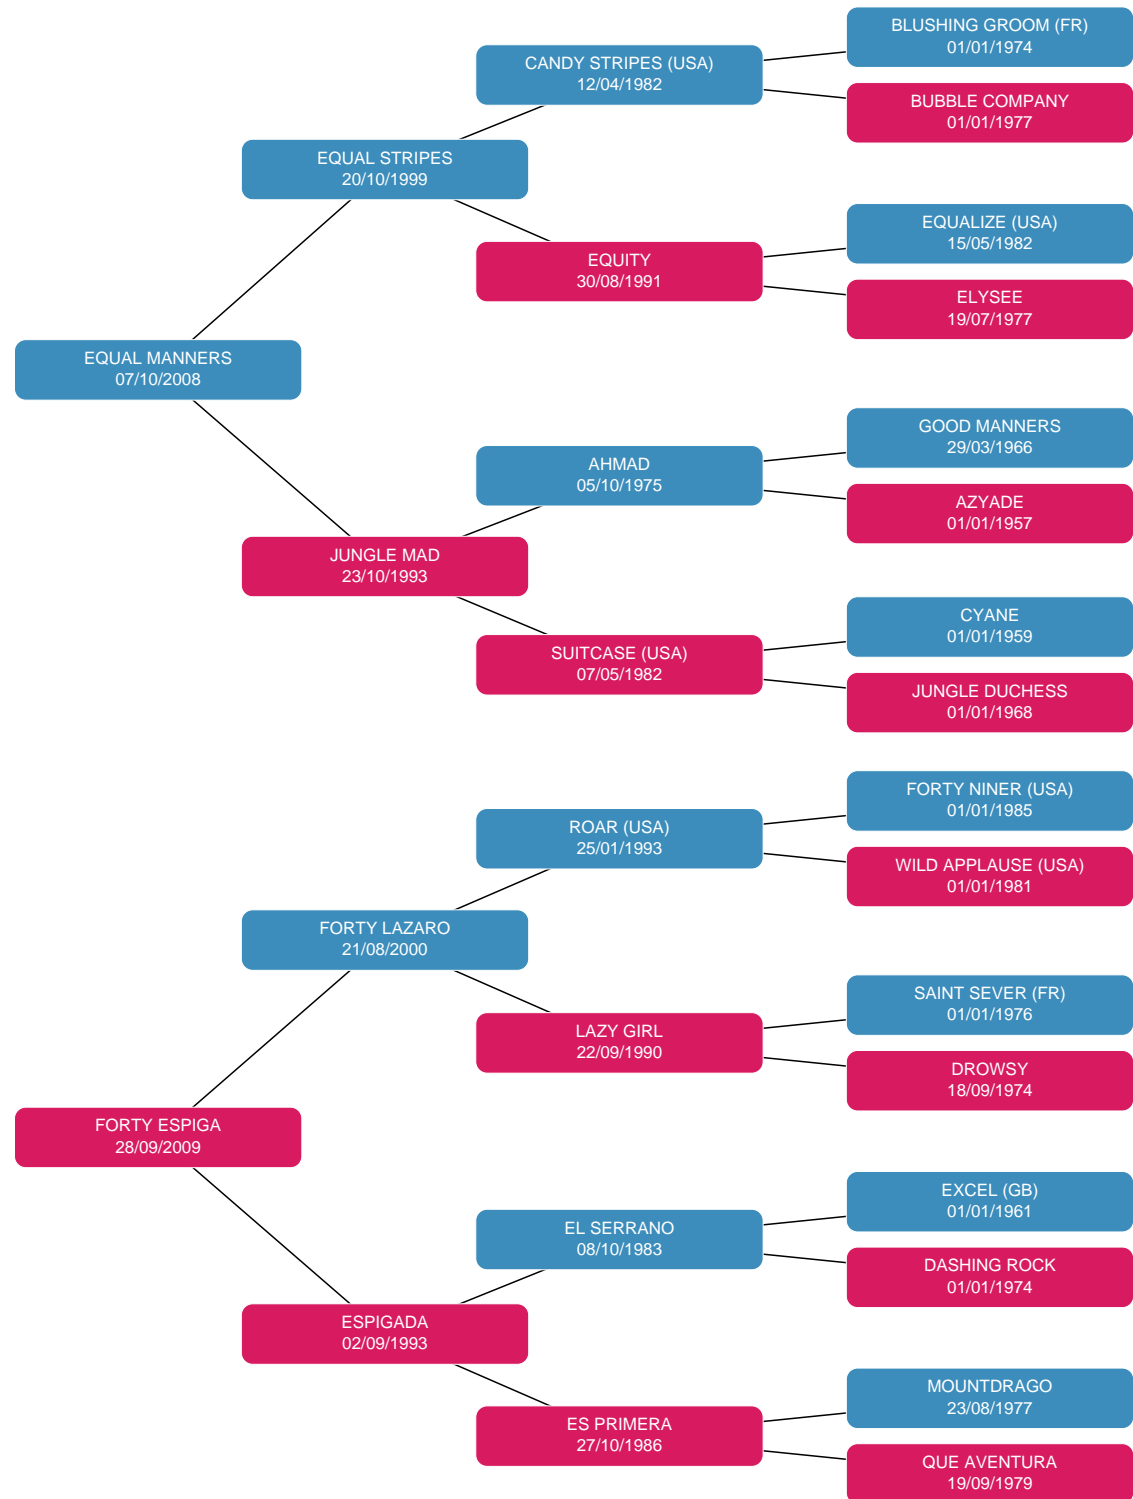 BLUSHING GROOM (FR)
01/01/1974
CANDY STRIPES (USA)
12/04/1982
BUBBLE COMPANY
01/01/1977
EQUAL STRIPES
20/10/1999
EQUALIZE (USA)
15/05/1982
EQUITY
30/08/1991
ELYSEE
19/07/1977
EQUAL MANNERS
07/10/2008
GOOD MANNERS
29/03/1966
AHMAD
05/10/1975
AZYADE
01/01/1957
JUNGLE MAD
23/10/1993
CYANE
01/01/1959
SUITCASE (USA)
07/05/1982
JUNGLE DUCHESS
01/01/1968
FORTY NINER (USA)
01/01/1985
ROAR (USA)
25/01/1993
WILD APPLAUSE (USA)
01/01/1981
FORTY LAZARO
21/08/2000
SAINT SEVER (FR)
01/01/1976
LAZY GIRL
22/09/1990
DROWSY
18/09/1974
FORTY ESPIGA
28/09/2009
EXCEL (GB)
01/01/1961
EL SERRANO
08/10/1983
DASHING ROCK
01/01/1974
ESPIGADA
02/09/1993
MOUNTDRAGO
23/08/1977
ES PRIMERA
27/10/1986
QUE AVENTURA
19/09/1979